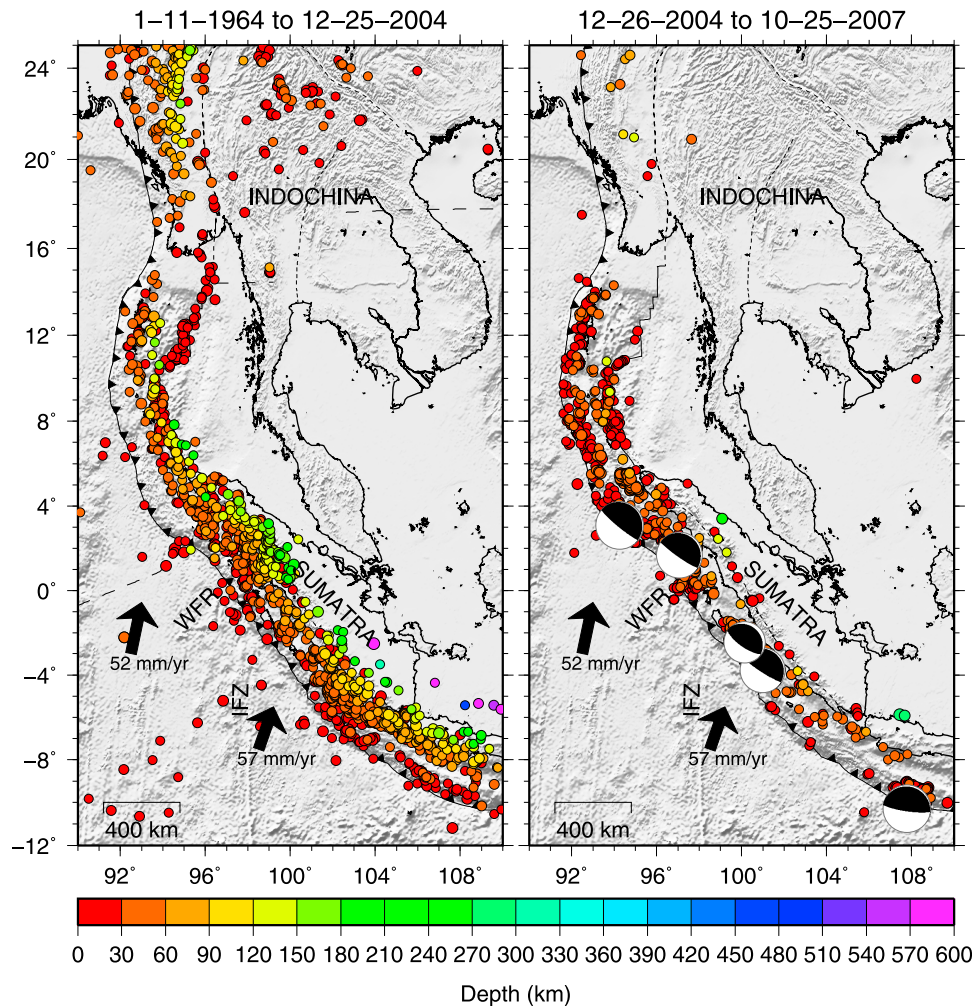 1–11–1964 to 12–25–2004
12–26–2004 to 10–25–2007
24˚
20˚
16˚
12˚
8˚
4˚
0˚
−4˚
−8˚
−12˚
INDOCHINA
SUMATRA
WFR
IFZ
52 mm/yr
57 mm/yr
400 km
INDOCHINA
SUMATRA
WFR
IFZ
52 mm/yr
57 mm/yr
400 km
92˚ 96˚ 100˚ 104˚ 108˚
92˚ 96˚ 100˚ 104˚ 108˚
0 30 60 90 120 150 180 210 240 270 300 330 360 390 420 450 480 510 540 570 600
Depth (km)